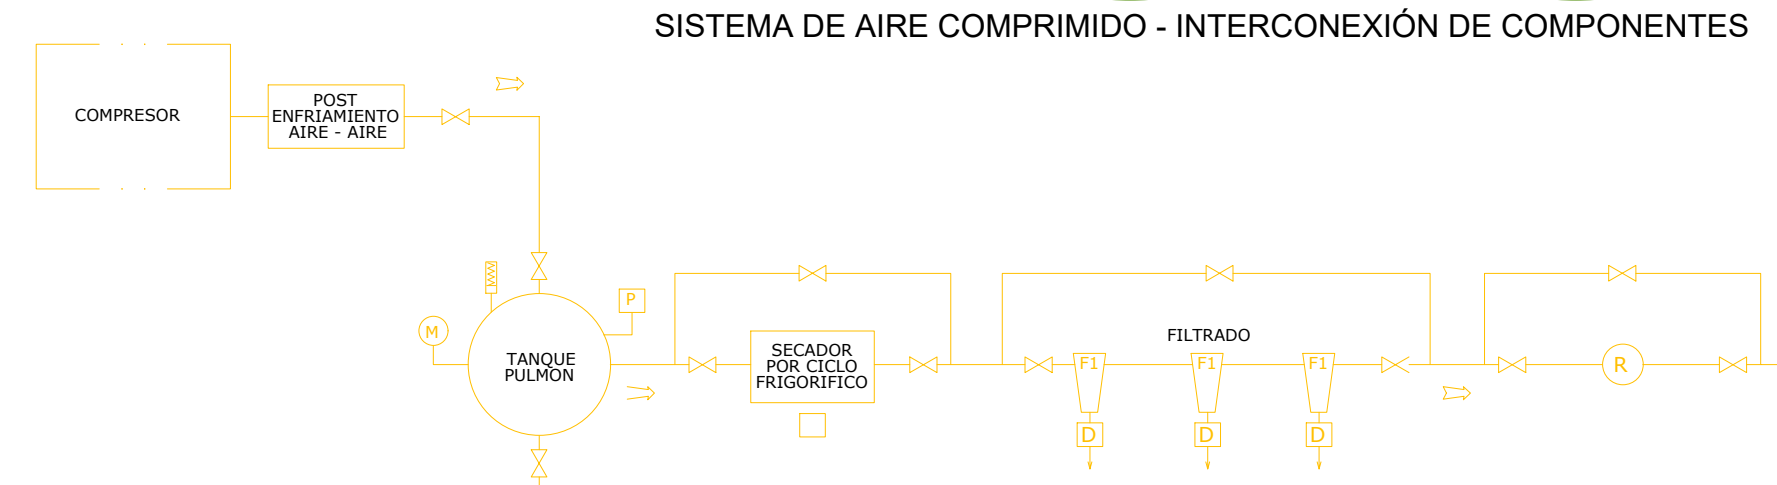 SISTEMA DE AIRE COMPRIMIDO - INTERCONEXIÓN DE COMPONENTES
COMPRESOR
POST
ENFRIAMIENTO
AIRE - AIRE
P
M
TANQUE
PULMON
SECADOR
POR CICLO
FRIGORIFICO
FILTRADO
F1
F1
F1
R
D
D
D